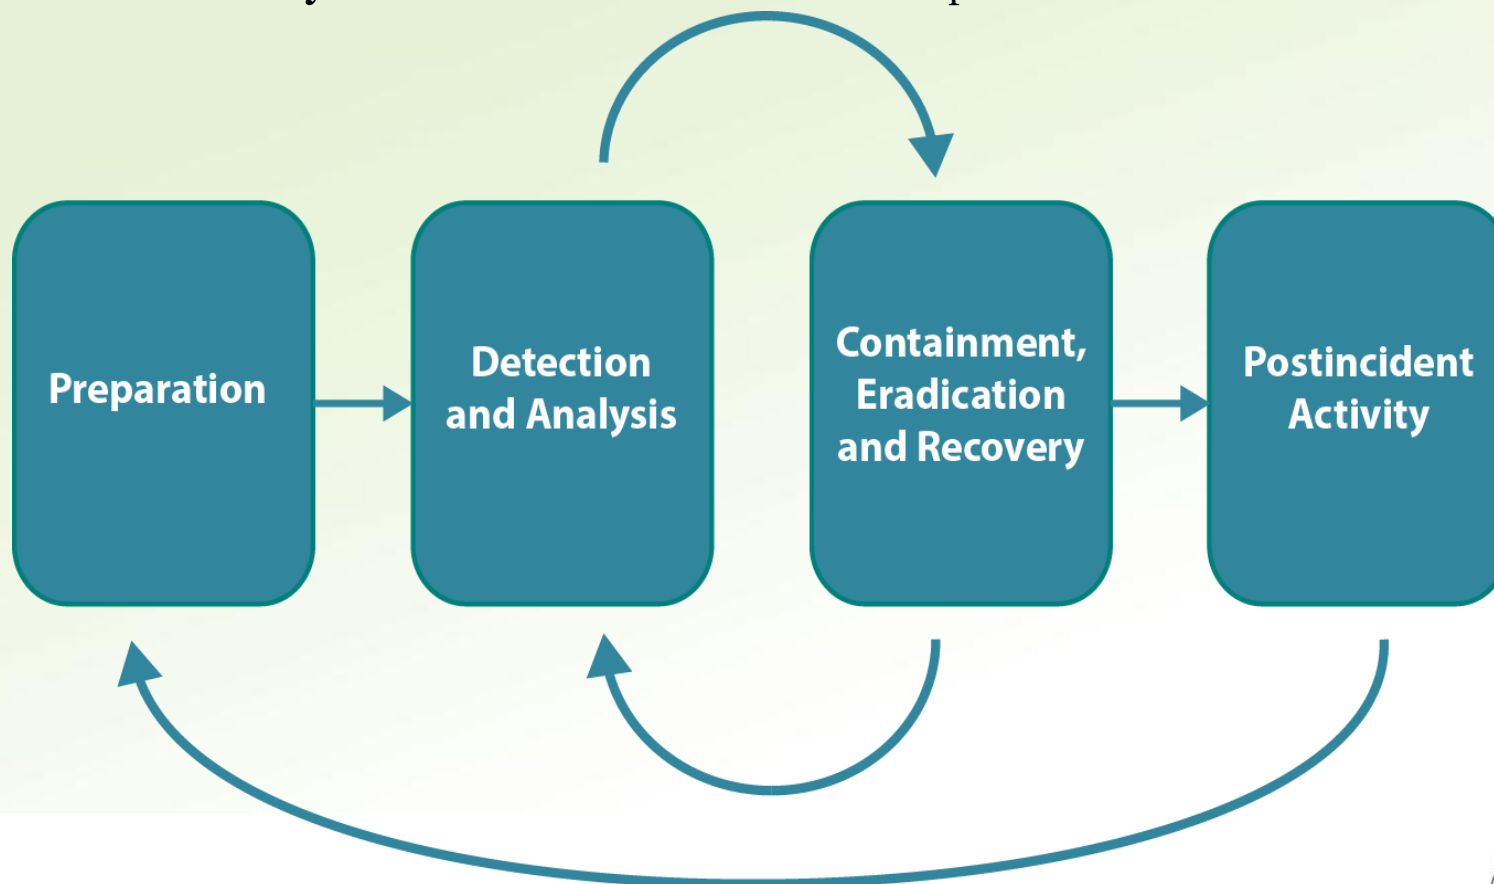 Preparation
Detection
and Analysis
Containment,
Eradication
and Recovery
Postincident
Activity